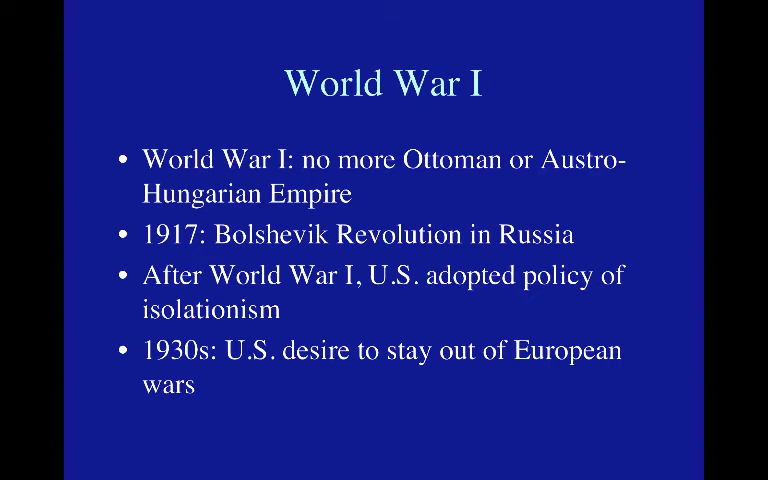 World War I
• World War I: no more Ottoman or Austro-
Hungarian Empire
• 1917: Bolshevik Revolution in Russia
• After World War I, U.S. adopted policy of
isolationism
• 1930s: U.S. desire to stay out of European
wars